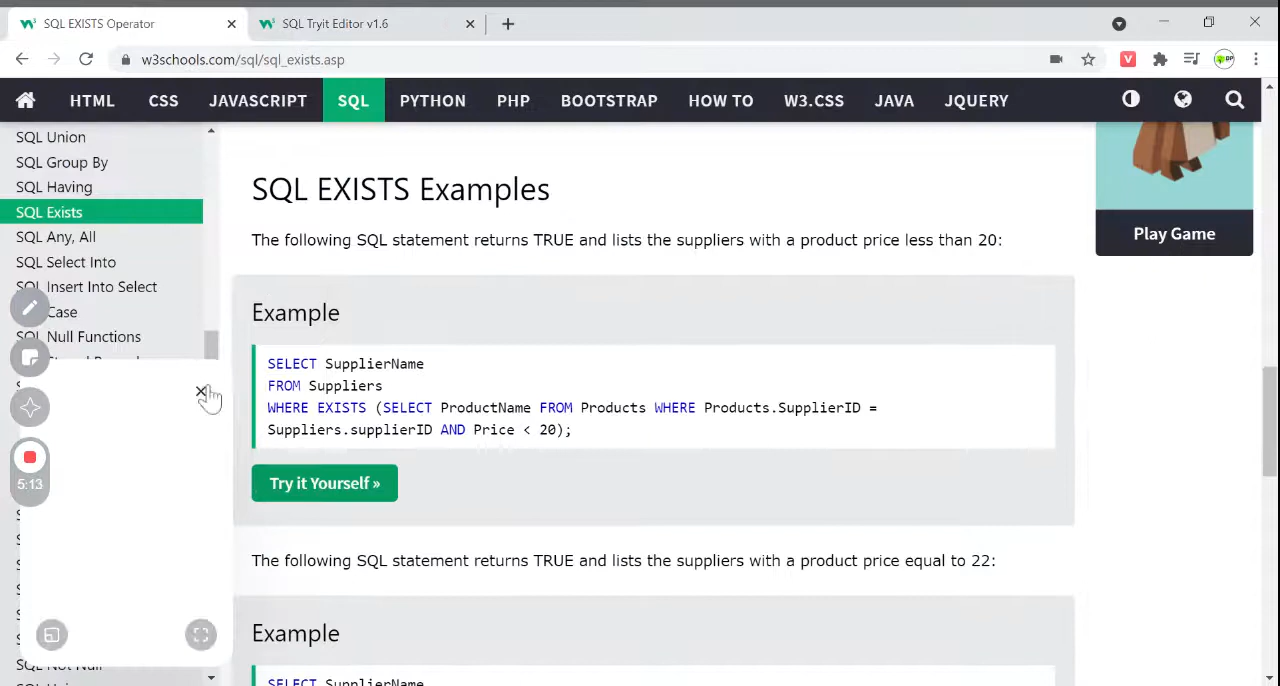 SQL EXISTS Operator
SQL Tryit Editor v1.6
w3schools.com/sql/sql_exists.asp
HTML CSS JAVASCRIPT SQL PYTHON PHP BOOTSTRAP HOW TO W3.CSS JAVA JQUERY
SQL Union
SQL Group By
SQL Having
SQL Exists
SQL Any, All
SQL Select Into
SQL Insert Into Select
Case
SQL Null Functions
5:13
SQL Not Null
SQL EXISTS Examples
The following SQL statement returns TRUE and lists the suppliers with a product price less than 20:
Example
SELECT SupplierName
FROM Suppliers
WHERE EXISTS (SELECT ProductName FROM Products WHERE Products.SupplierID =
Suppliers.supplierID AND Price < 20);
Try it Yourself »
The following SQL statement returns TRUE and lists the suppliers with a product price equal to 22:
Example
SELECT SupplierName
Play Game